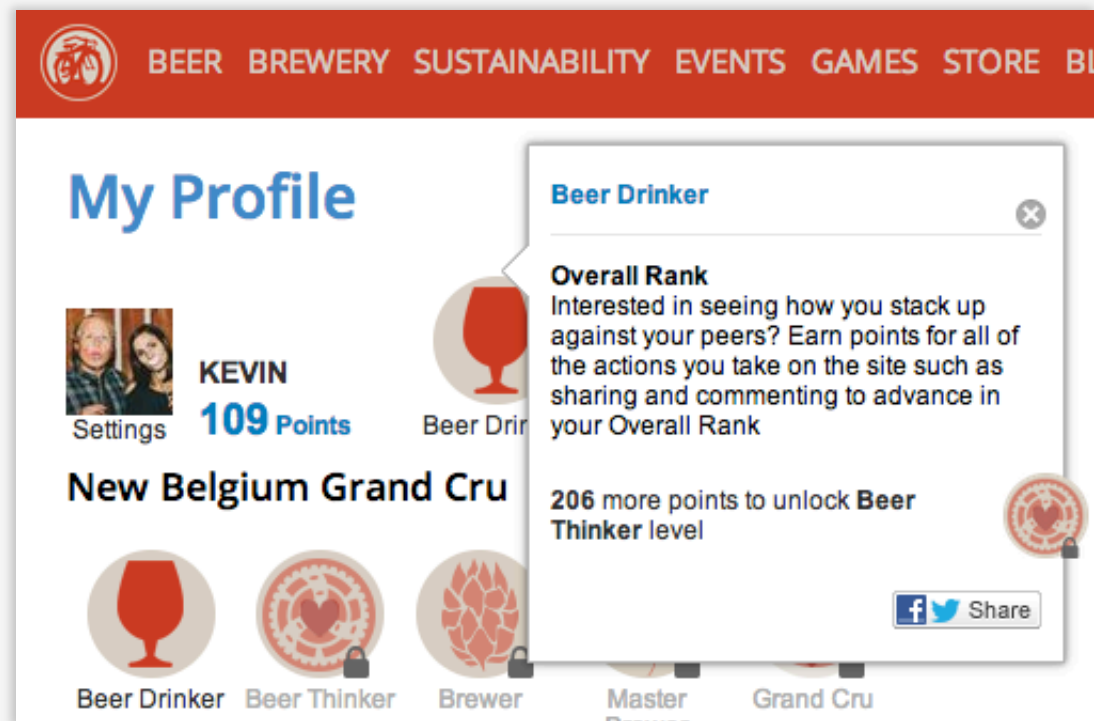 BEER BREWERY SUSTAINABILITY EVENTS GAMES STORE BL
My Profile
KEVIN
109 Points
Settings
Beer Drin
Beer Drinker
Overall Rank
Interested in seeing how you stack up
against your peers? Earn points for all of
the actions you take on the site such as
sharing and commenting to advance in
your Overall Rank
206 more points to unlock Beer
Thinker level
Share
New Belgium Grand Cru
Beer Drinker Beer Thinker Brewer Master Grand Cru